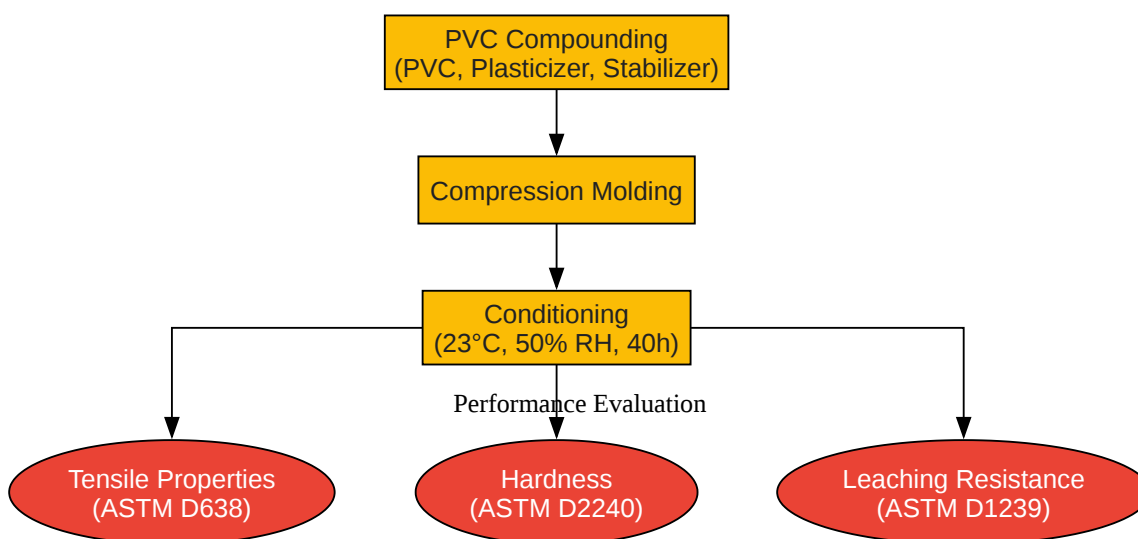 PVC Compounding
(PVC, Plasticizer, Stabilizer)
Compression Molding
Conditioning
(23°C, 50% RH, 40h)
Performance Evaluation
Tensile Properties
(ASTM D638)
Hardness
(ASTM D2240)
Leaching Resistance
(ASTM D1239)